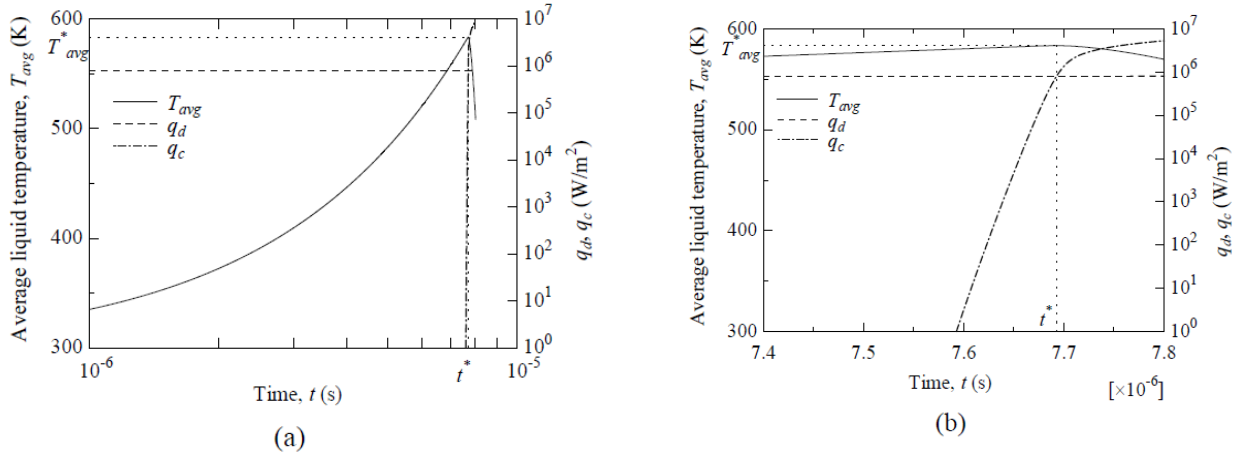 600
T*avg
500
400
300
Average liquid temperature, Tavg (K)
Tavg
qd
qc
10^7
10^6
10^5
10^4
10^3
10^2
10^1
10^0
qd, qc (W/m^2)
10^-6
t*
10^-5
Time, t (s)
(a)
600
T*avg
500
400
300
Average liquid temperature, Tavg (K)
Tavg
qd
qc
t*
10^7
10^6
10^5
10^4
10^3
10^2
10^1
10^0
qd, qc (W/m^2)
7.4 7.5 7.6 7.7 7.8
Time, t (s) [×10^-6]
(b)